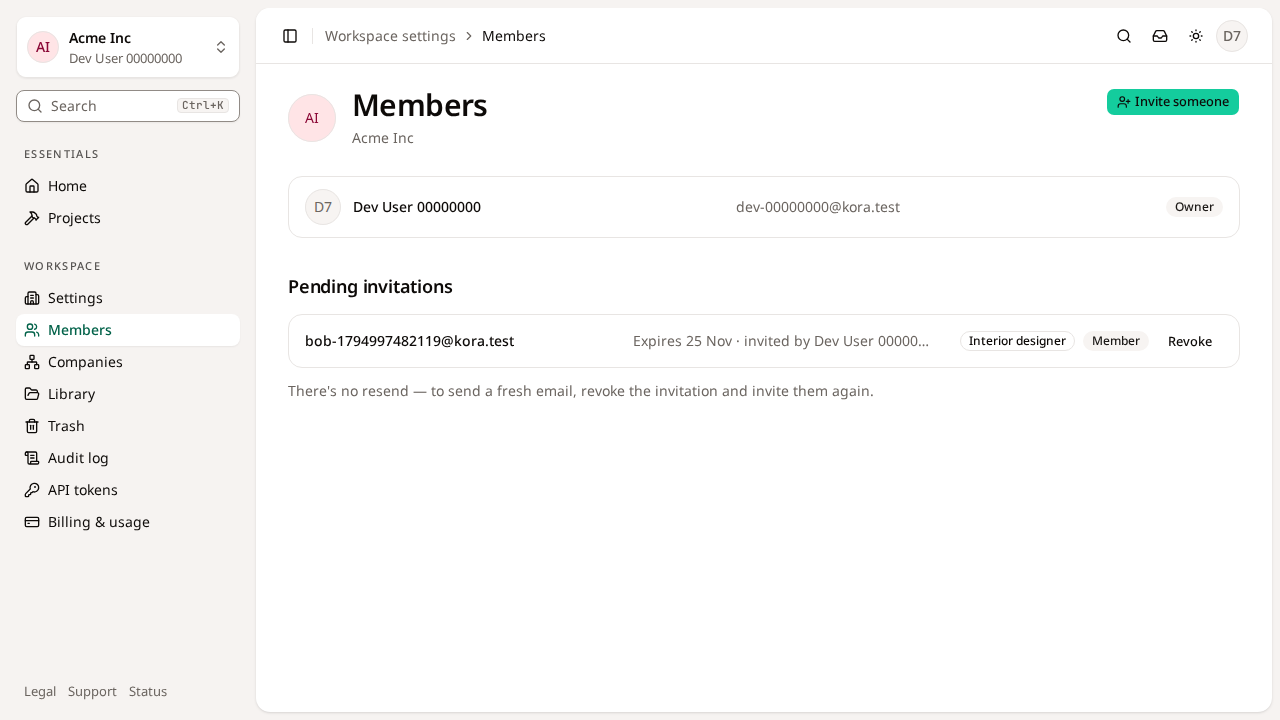 AI
Acme Inc
Dev User 00000000
Search
Ctrl+K
ESSENTIALS
Home
Projects
WORKSPACE
Settings
Members
Companies
Library
Trash
Audit log
API tokens
Billing & usage
Legal Support Status
Workspace settings > Members
D7
AI
Members
Acme Inc
Invite someone
D7 Dev User 00000000 dev-00000000@kora.test Owner
Pending invitations
bob-1794997482119@kora.test Expires 25 Nov · invited by Dev User 00000… Interior designer Member Revoke
There's no resend — to send a fresh email, revoke the invitation and invite them again.